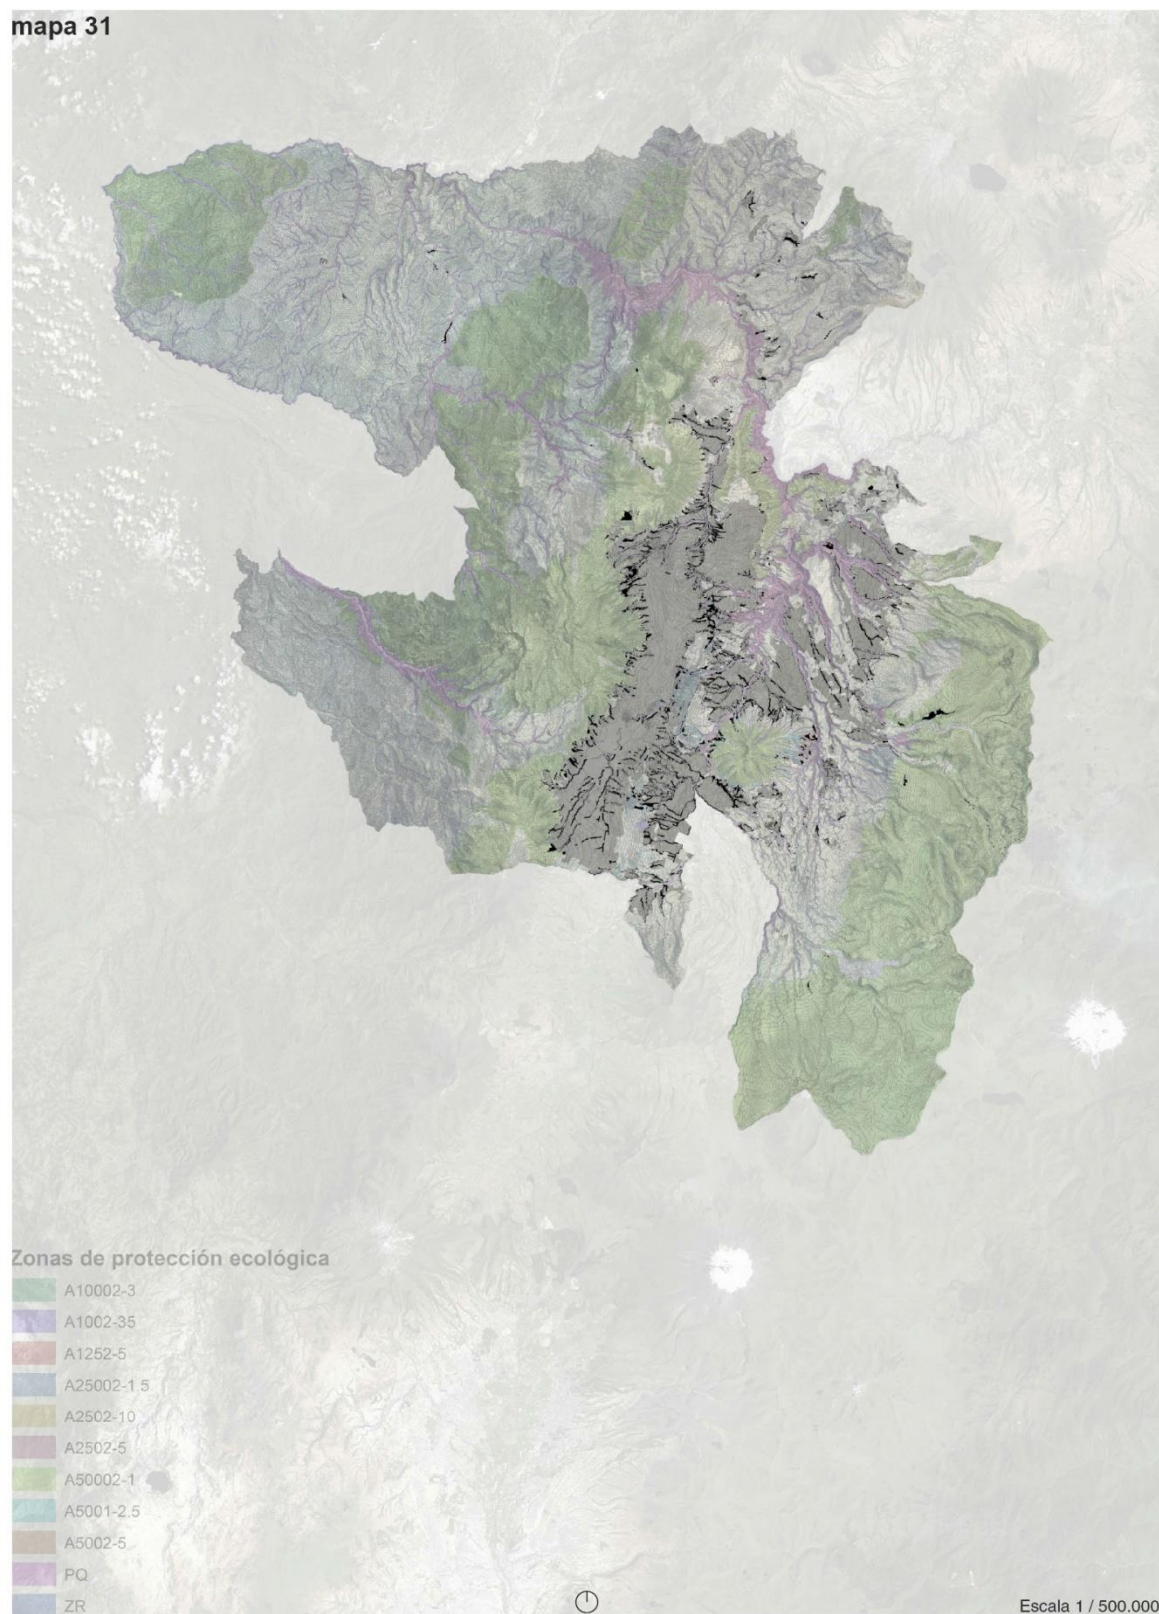 mapa 31
Zonas de protección ecológica
A10002-3
A1002-35
A1252-5
A25002-1.5
A2502-10
A2502-5
A50002-1
A5001-2.5
A5002-5
PQ
ZR
Escala 1 / 500.000